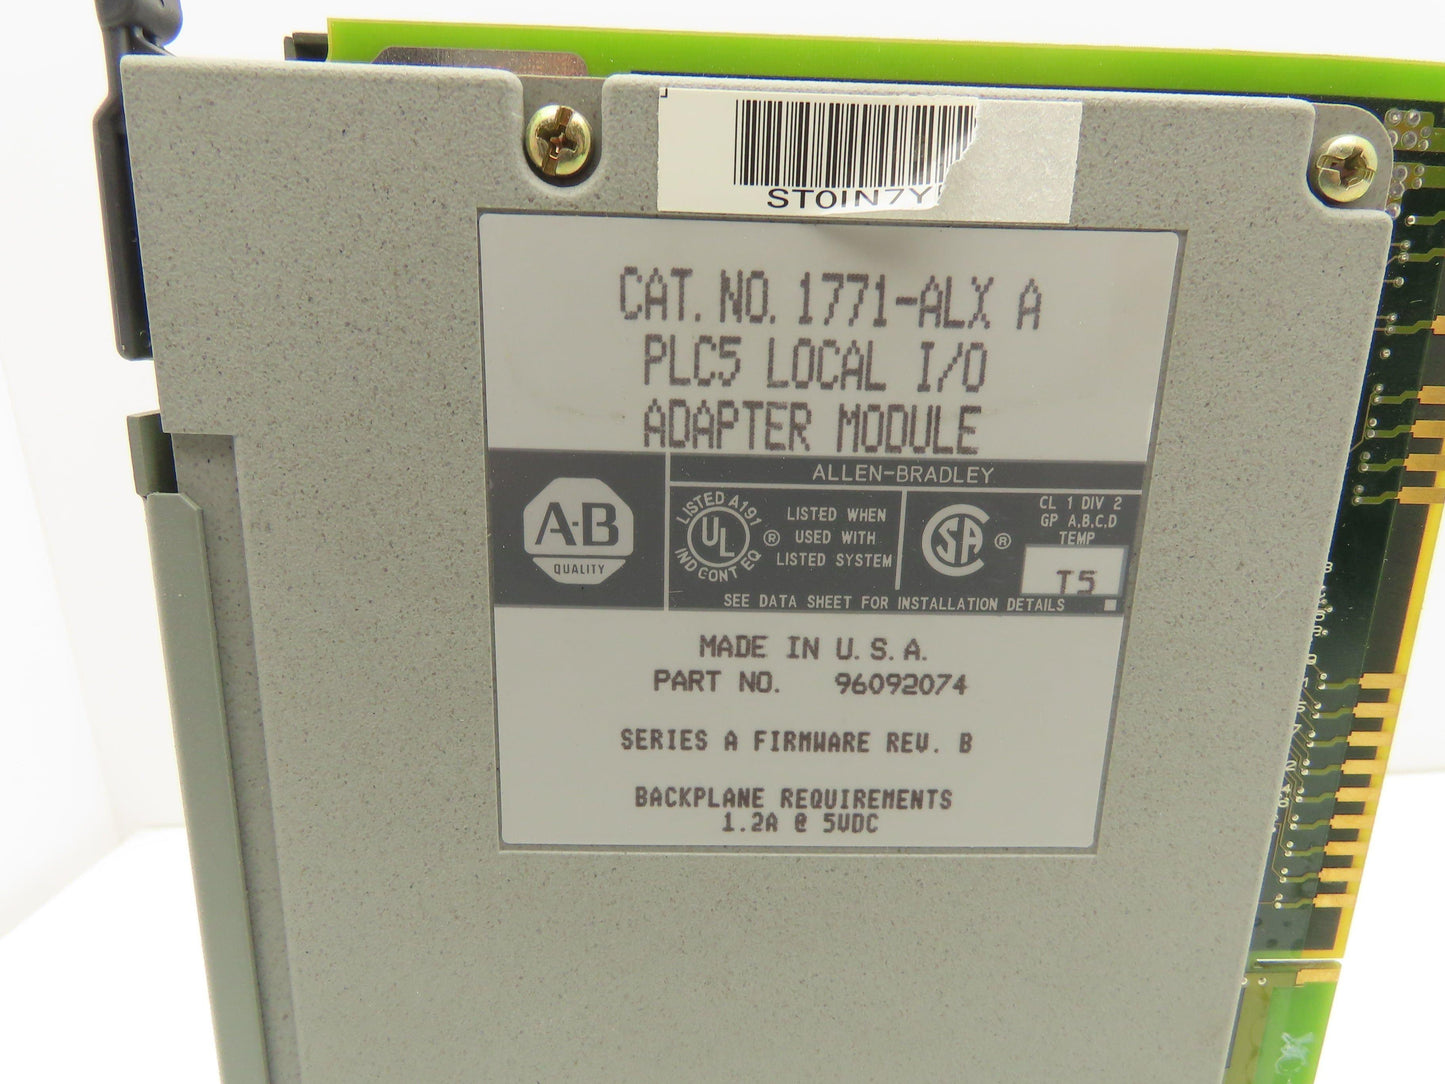 STOIN7Y
CAT. NO. 1771-ALX A
PLC5 LOCAL I/O
ADAPTER MODULE
ALLEN-BRADLEY
A-B
QUALITY
LISTED A191
UL
IND CONT EQ
®
LISTED WHEN
USED WITH
LISTED SYSTEM
SA
®
CL 1 DIV 2
GP A,B,C,D
TEMP
T5
SEE DATA SHEET FOR INSTALLATION DETAILS
MADE IN U.S.A.
PART NO. 96092074
SERIES A FIRMWARE REV. B
BACKPLANE REQUIREMENTS
1.2A @ 5VDC